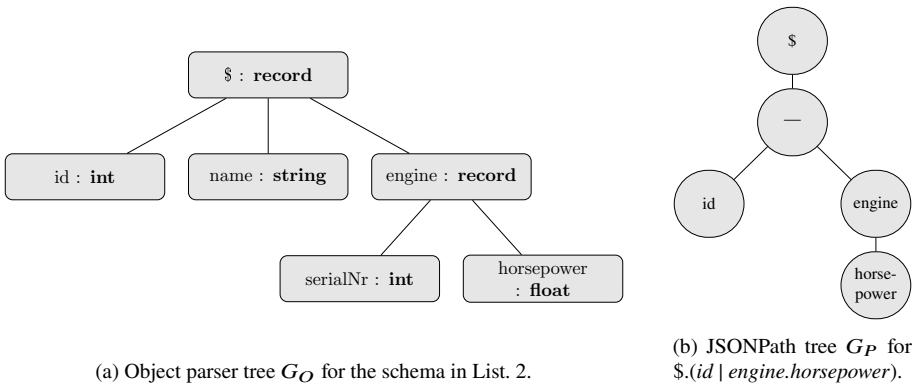 $ : record
id : int
name : string
engine : record
serialNr : int
horsepower
: float
(a) Object parser tree G_O for the schema in List. 2.
$
—
id
engine
horse-
power
(b) JSONPath tree G_P for
$.(id | engine.horsepower).